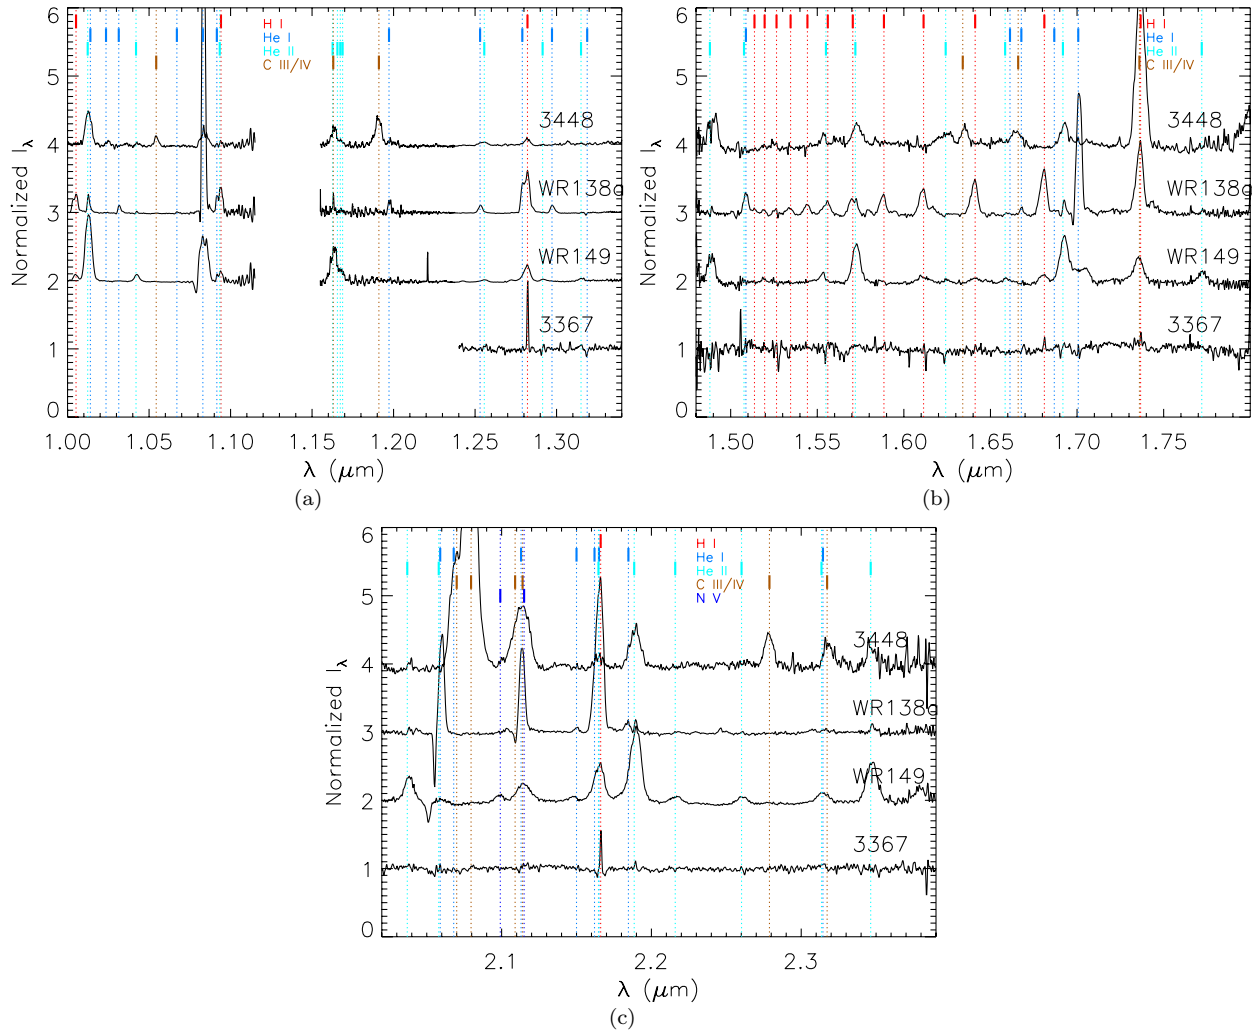 6
5
4
3
2
1
0
Normalized I λ
H I
He I
He II
C III/IV
3448
WR138a
WR149
3367
1.00 1.05 1.10 1.15 1.20 1.25 1.30
λ (μm)
(a)
6
5
4
3
2
1
0
Normalized I λ
H I
He I
He II
C III/IV
3448
WR138a
WR149
3367
1.50 1.55 1.60 1.65 1.70 1.75
λ (μm)
(b)
6
5
4
3
2
1
0
Normalized I λ
H I
He I
He II
C III/IV
N V
3448
WR138a
WR149
3367
2.1 2.2 2.3
λ (μm)
(c)